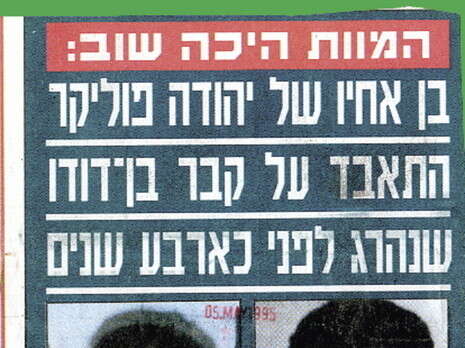 המוות היכה שוב:
בן אחיו של יהודה פוליקר
התאבד על קבר בן־דודו
שנהרג לפני כארבע שנים
05.MAY 1995